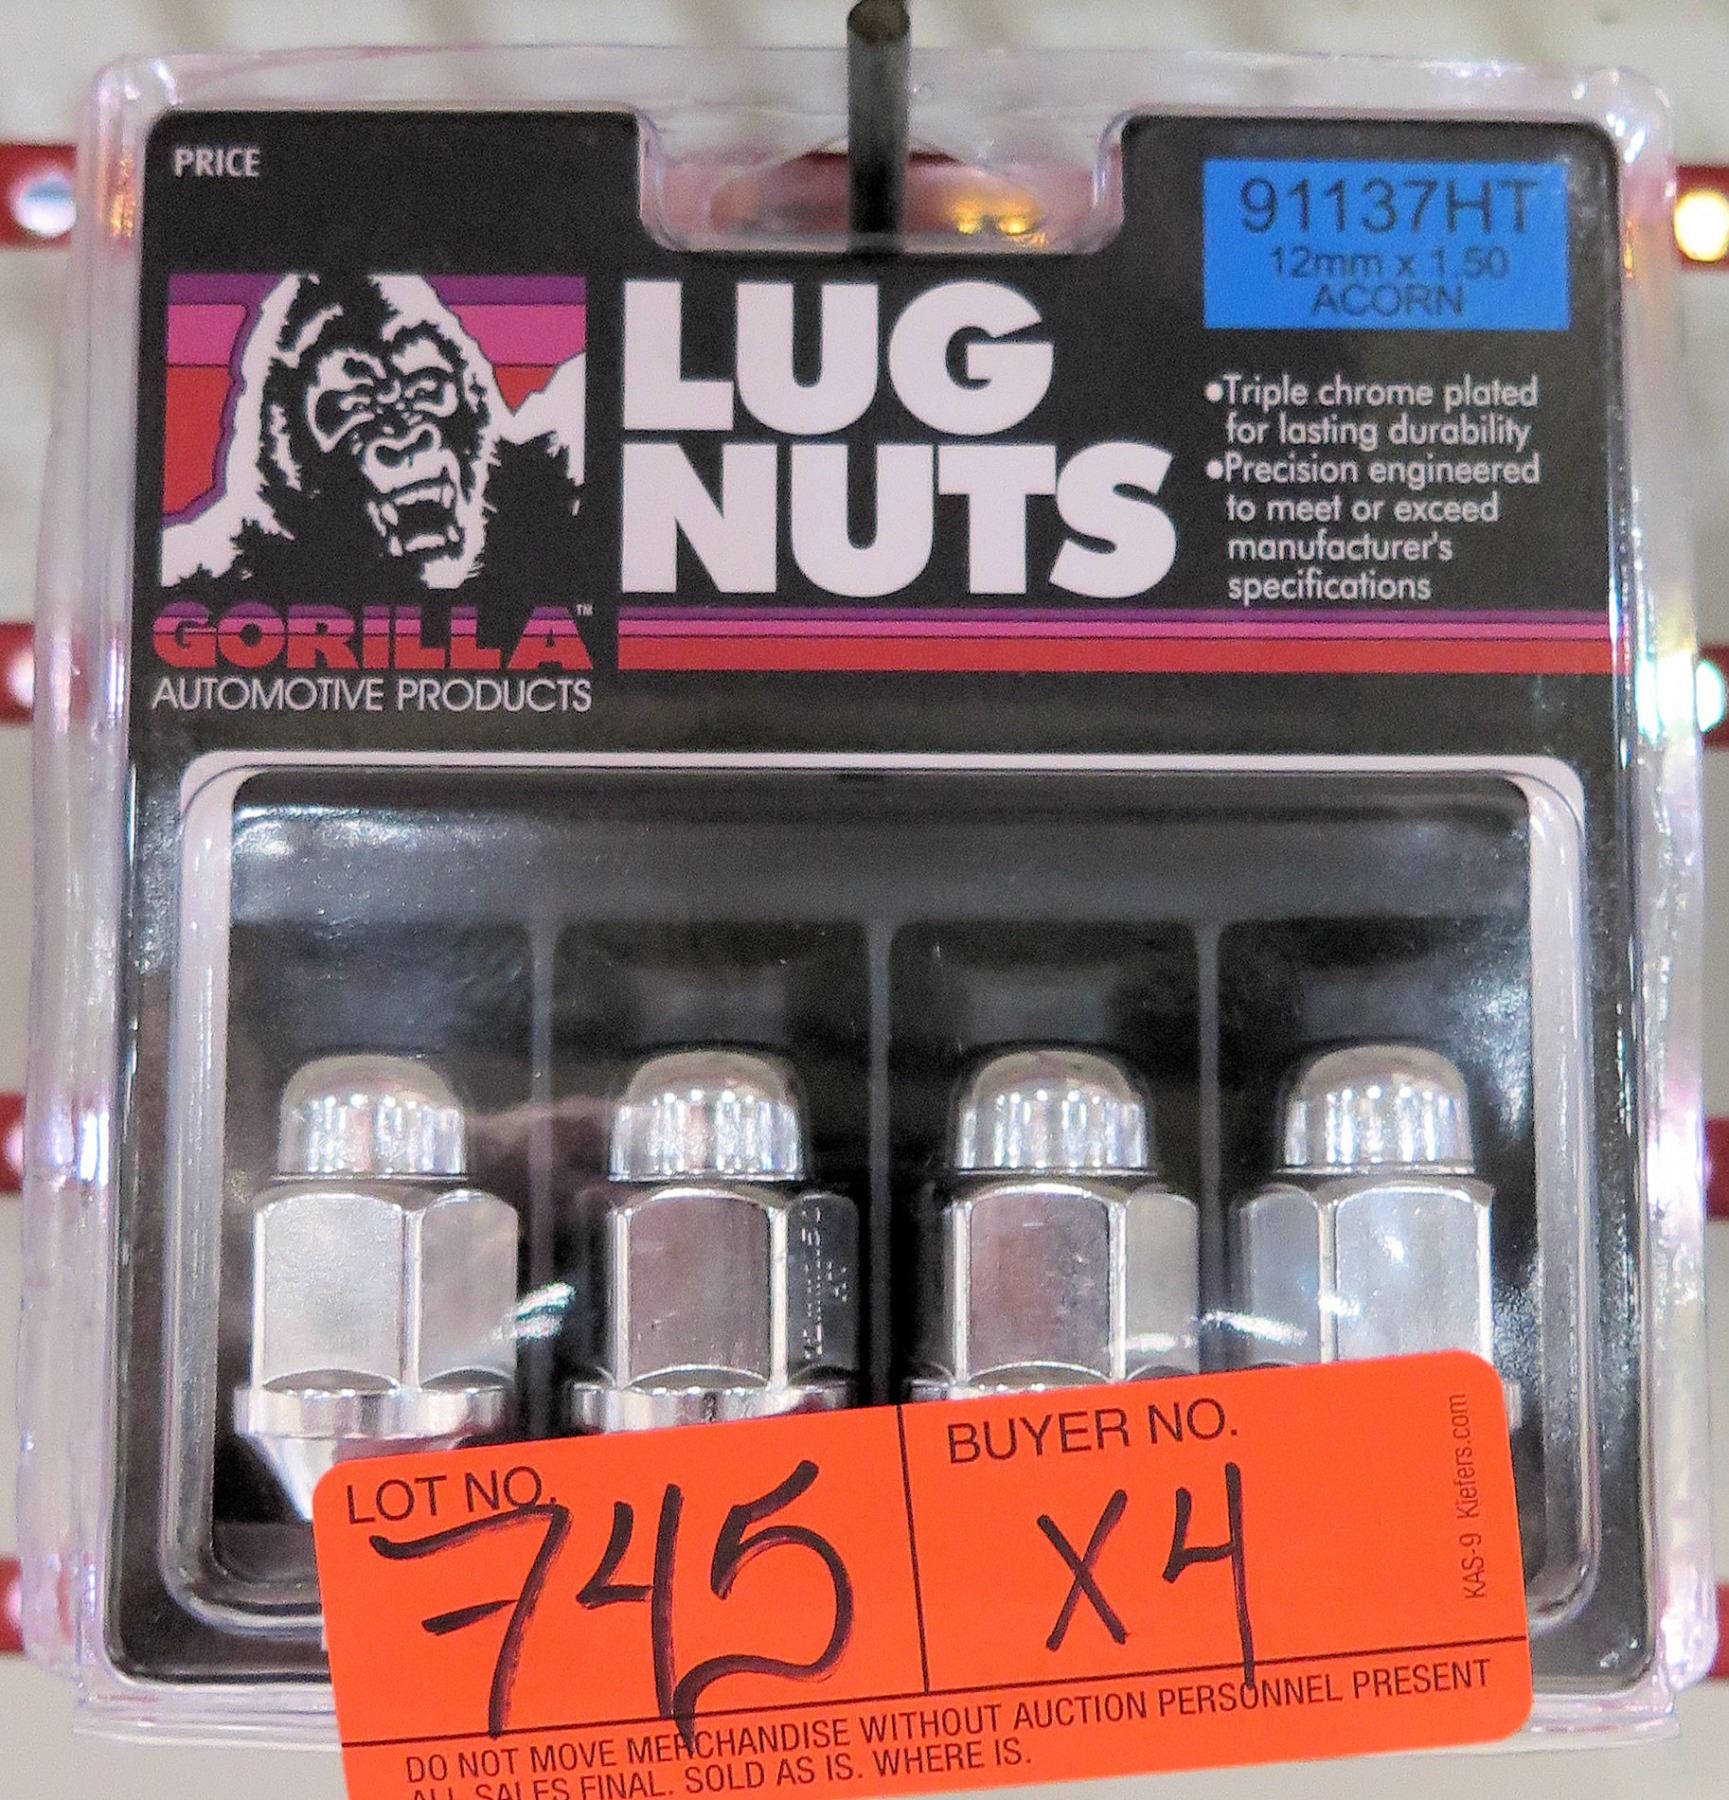 PRICE
91137HT
12mm x 1.50
ACORN
LUG
NUTS
•Triple chrome plated
for lasting durability
•Precision engineered
to meet or exceed
manufacturer's
specifications
GORILLA™
AUTOMOTIVE PRODUCTS
LOT NO.
745
BUYER NO.
X4
KAS-9 Kiefers.com
DO NOT MOVE MERCHANDISE WITHOUT AUCTION PERSONNEL PRESENT
ALL SALES FINAL. SOLD AS IS. WHERE IS.